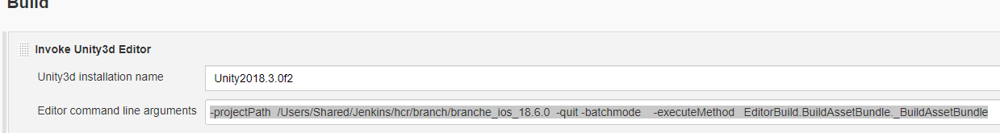 Build
Invoke Unity3d Editor
Unity3d installation name Unity2018.3.0f2
Editor command line arguments -projectPath /Users/Shared/Jenkins/hcr/branch/branche_ios_18.6.0 -quit -batchmode -executeMethod EditorBuild.BuildAssetBundle._BuildAssetBundle